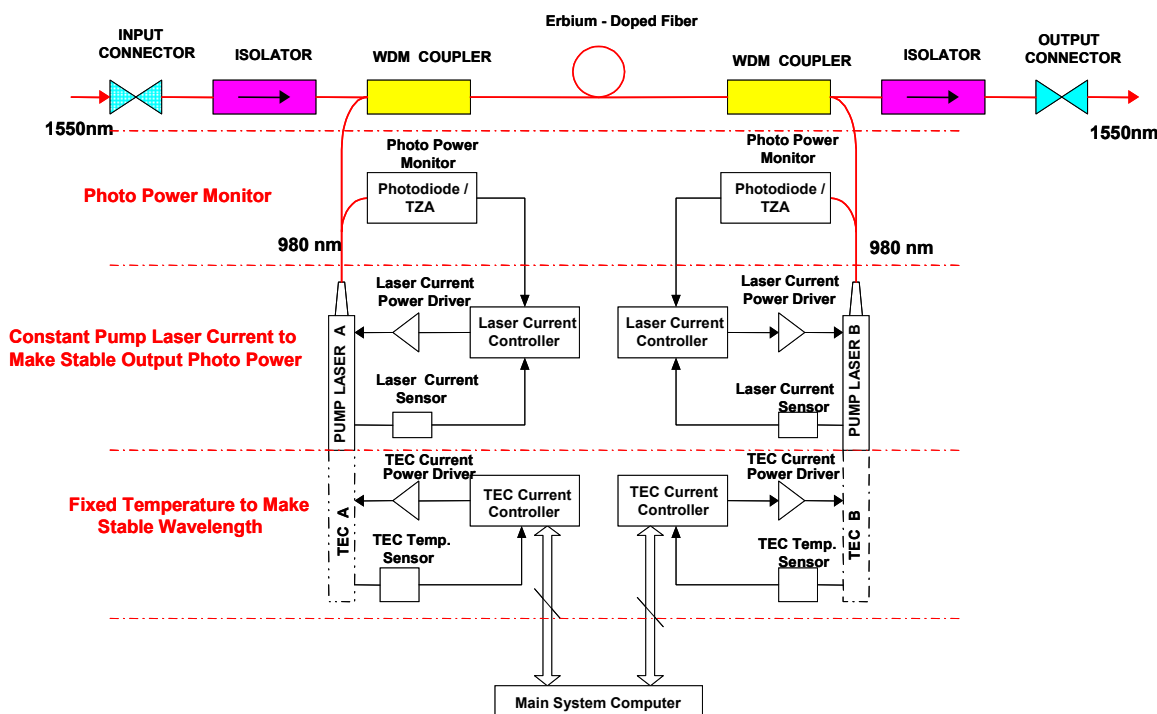 Erbium - Doped Fiber
INPUT
CONNECTOR
ISOLATOR
WDM COUPLER
WDM COUPLER
ISOLATOR
OUTPUT
CONNECTOR
1550nm
1550nm
Photo Power
Monitor
Photo Power
Monitor
Photo Power Monitor
Photodiode /
TZA
Photodiode /
TZA
980 nm
980 nm
Laser Current
Power Driver
Laser Current
Power Driver
Constant Pump Laser Current to
Make Stable Output Photo Power
PUMP LASER A
Laser Current
Controller
Laser Current
Controller
PUMP LASER B
Laser Current
Sensor
Laser Current
Sensor
TEC Current
Power Driver
TEC Current
Power Driver
Fixed Temperature to Make
Stable Wavelength
TEC A
TEC Current
Controller
TEC Current
Controller
TEC B
TEC Temp.
Sensor
TEC Temp.
Sensor
Main System Computer